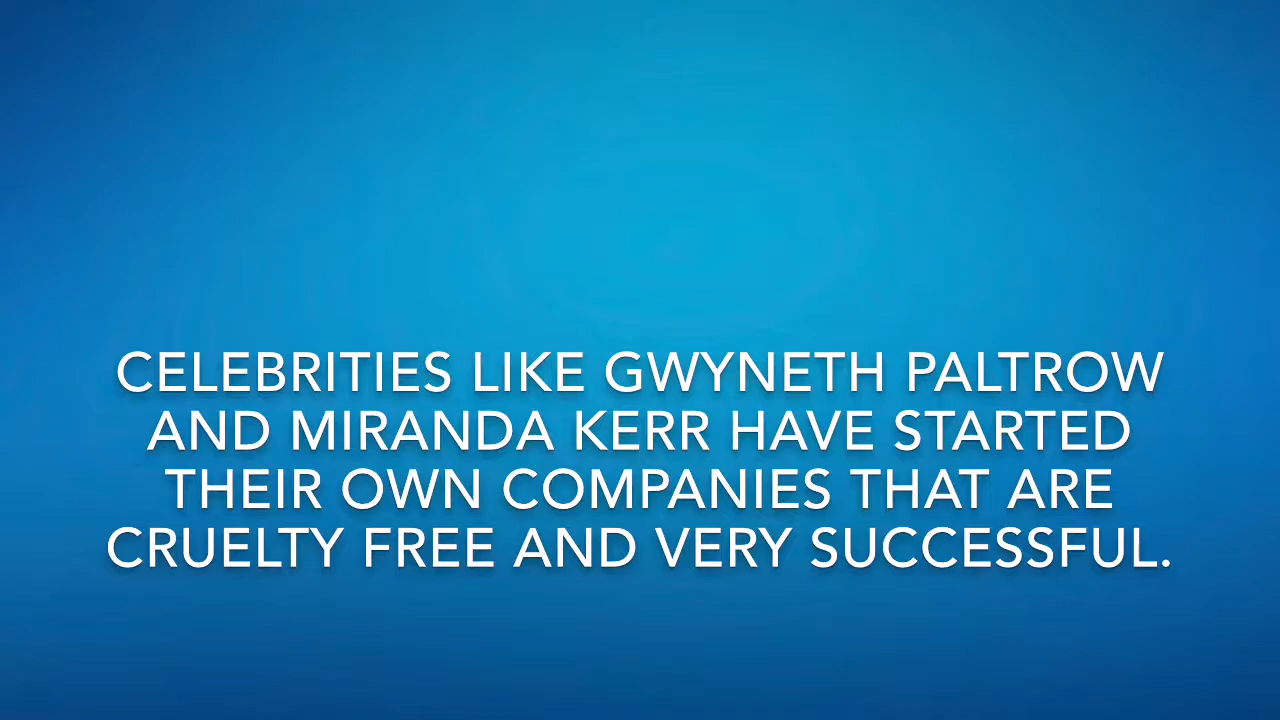 CELEBRITIES LIKE GWYNETH PALTROW
AND MIRANDA KERR HAVE STARTED
THEIR OWN COMPANIES THAT ARE
CRUELTY FREE AND VERY SUCCESSFUL.